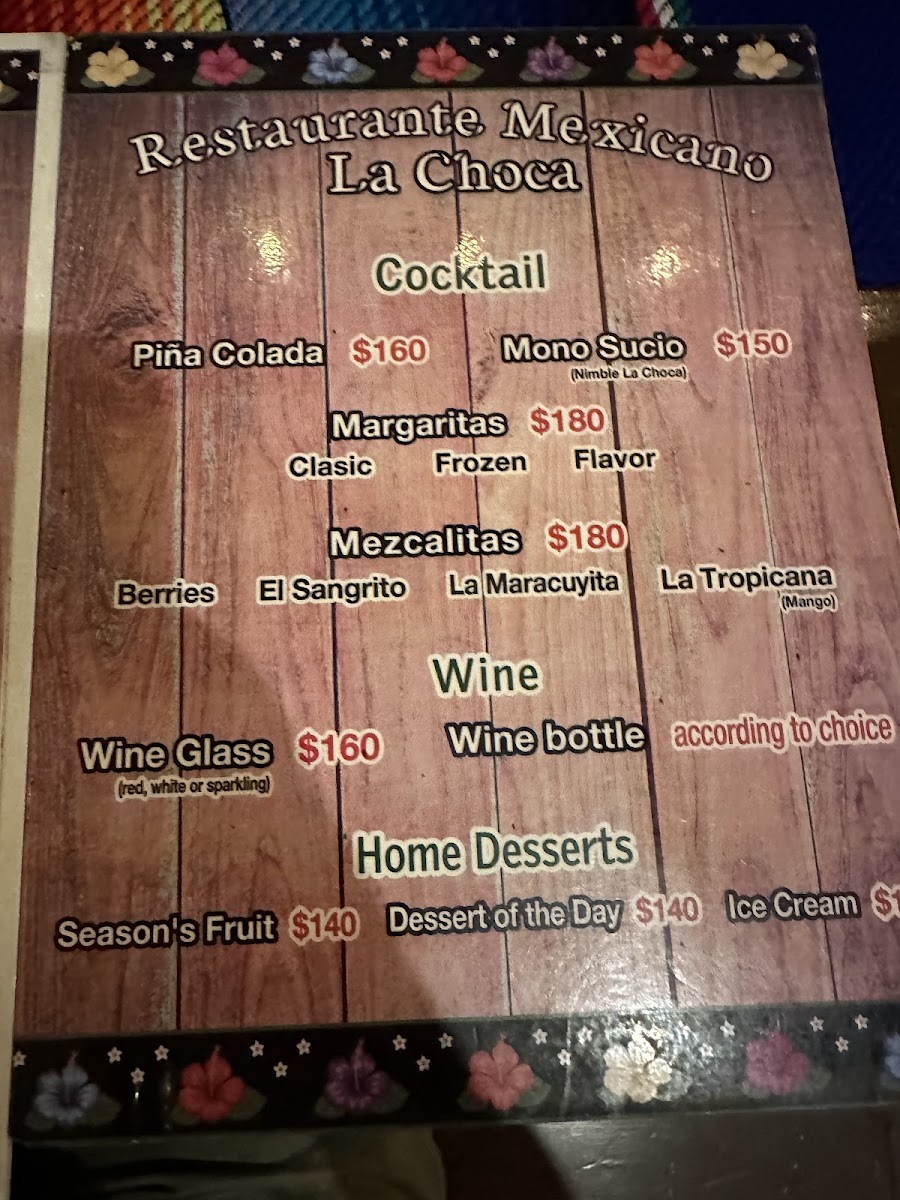 Restaurante Mexicano
La Choca
Cocktail
Piña Colada $160 Mono Sucio $150
(Nimble La Choca)
Margaritas $180
Clasic Frozen Flavor
Mezcalitas $180
Berries El Sangrito La Maracuyita La Tropicana
(Mango)
Wine
Wine Glass $160 Wine bottle according to choice
(red, white or sparkling)
Home Desserts
Season's Fruit $140 Dessert of the Day $140 Ice Cream